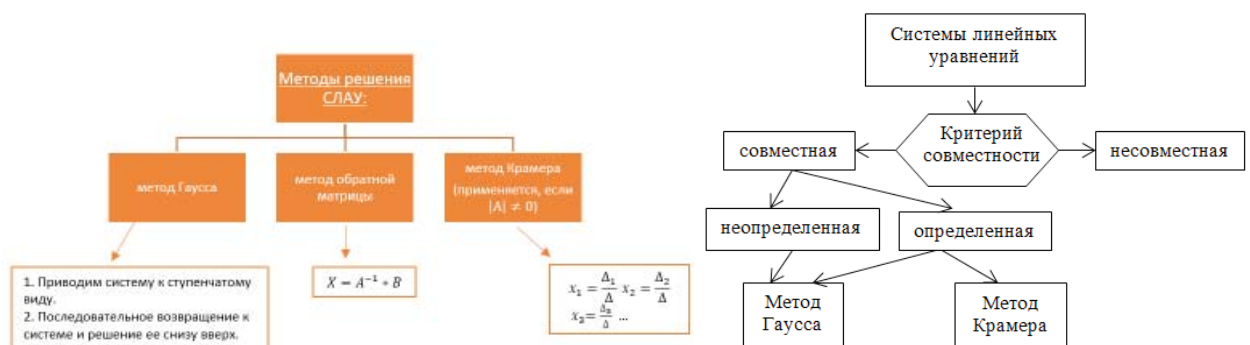 Методы решения
СЛАУ:
метод Гаусса
метод обратной
матрицы
метод Крамера
(применяется, если
|A| ≠ 0)
1. Приводим систему к ступенчатому
виду.
2. Последовательное возвращение к
системе и решение ее снизу вверх.
X = A⁻¹ * B
x₁ = Δ₁/Δ x₂ = Δ₂/Δ
x₃= Δ₃/Δ ...
Системы линейных
уравнений
Критерий
совместности
совместная
несовместная
неопределенная
определенная
Метод
Гаусса
Метод
Крамера